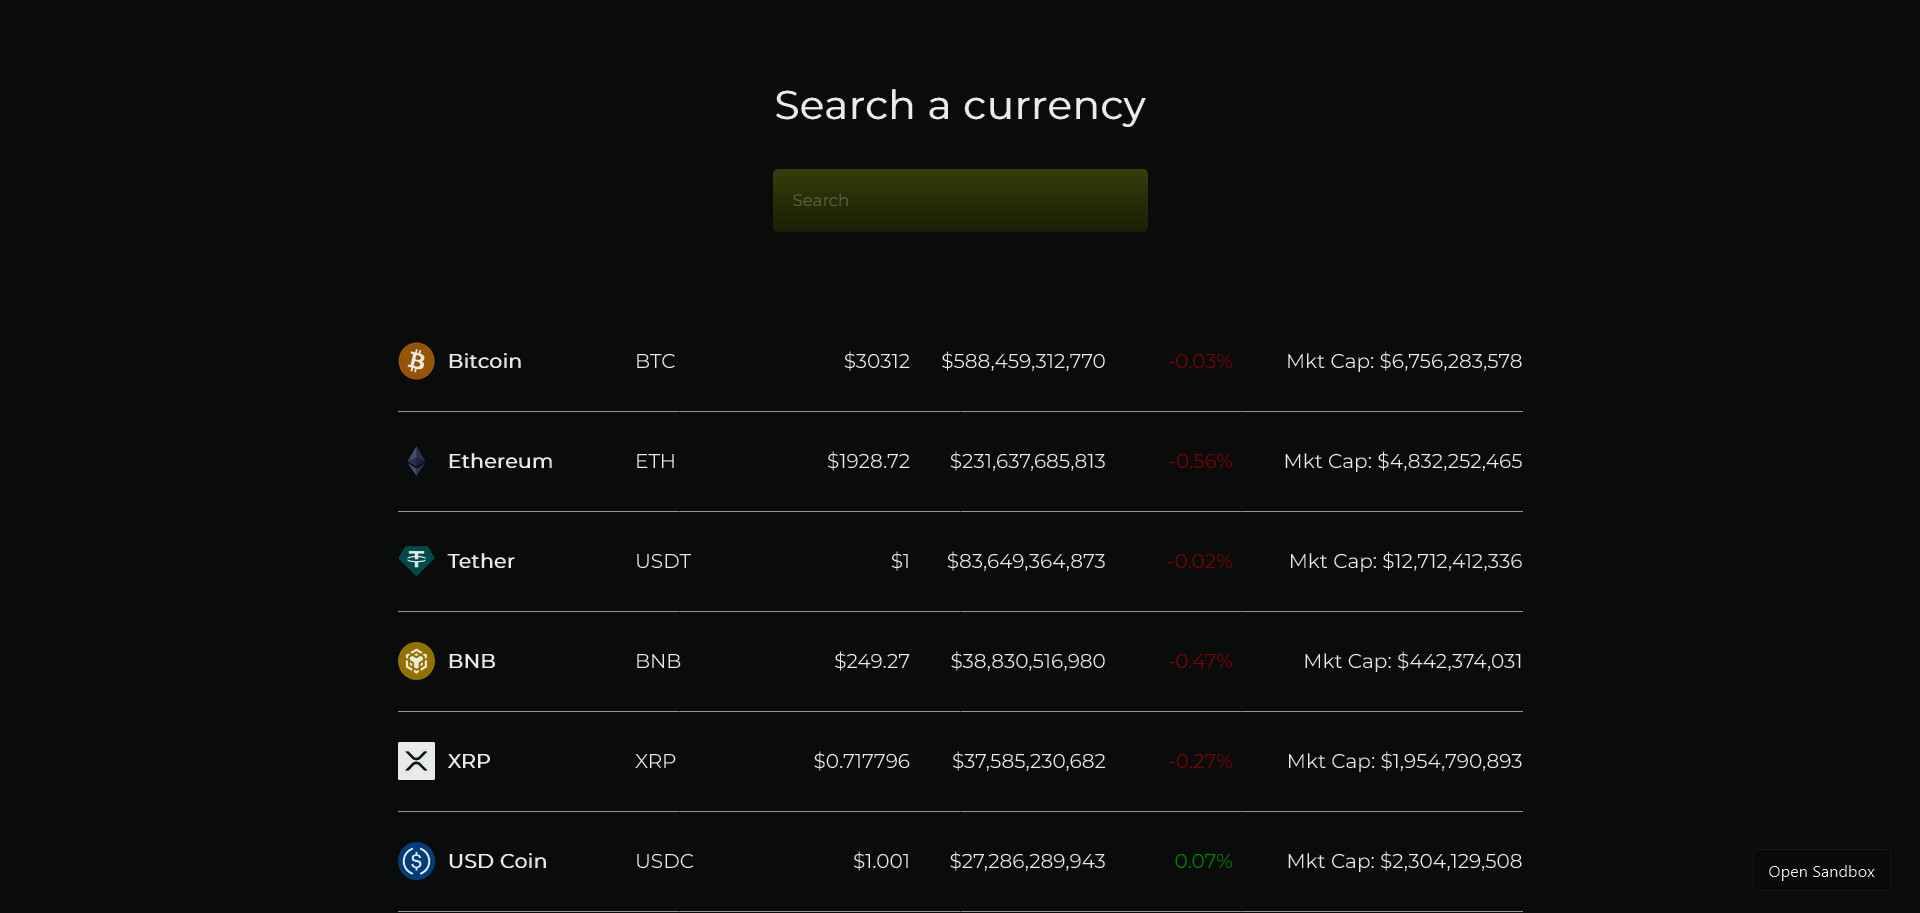 Search a currency
Search
Bitcoin BTC $30312 $588,459,312,770 -0.03% Mkt Cap: $6,756,283,578
Ethereum ETH $1928.72 $231,637,685,813 -0.56% Mkt Cap: $4,832,252,465
Tether USDT $1 $83,649,364,873 -0.02% Mkt Cap: $12,712,412,336
BNB BNB $249.27 $38,830,516,980 -0.47% Mkt Cap: $442,374,031
XRP XRP $0.717796 $37,585,230,682 -0.27% Mkt Cap: $1,954,790,893
USD Coin USDC $1.001 $27,286,289,943 0.07% Mkt Cap: $2,304,129,508
Open Sandbox